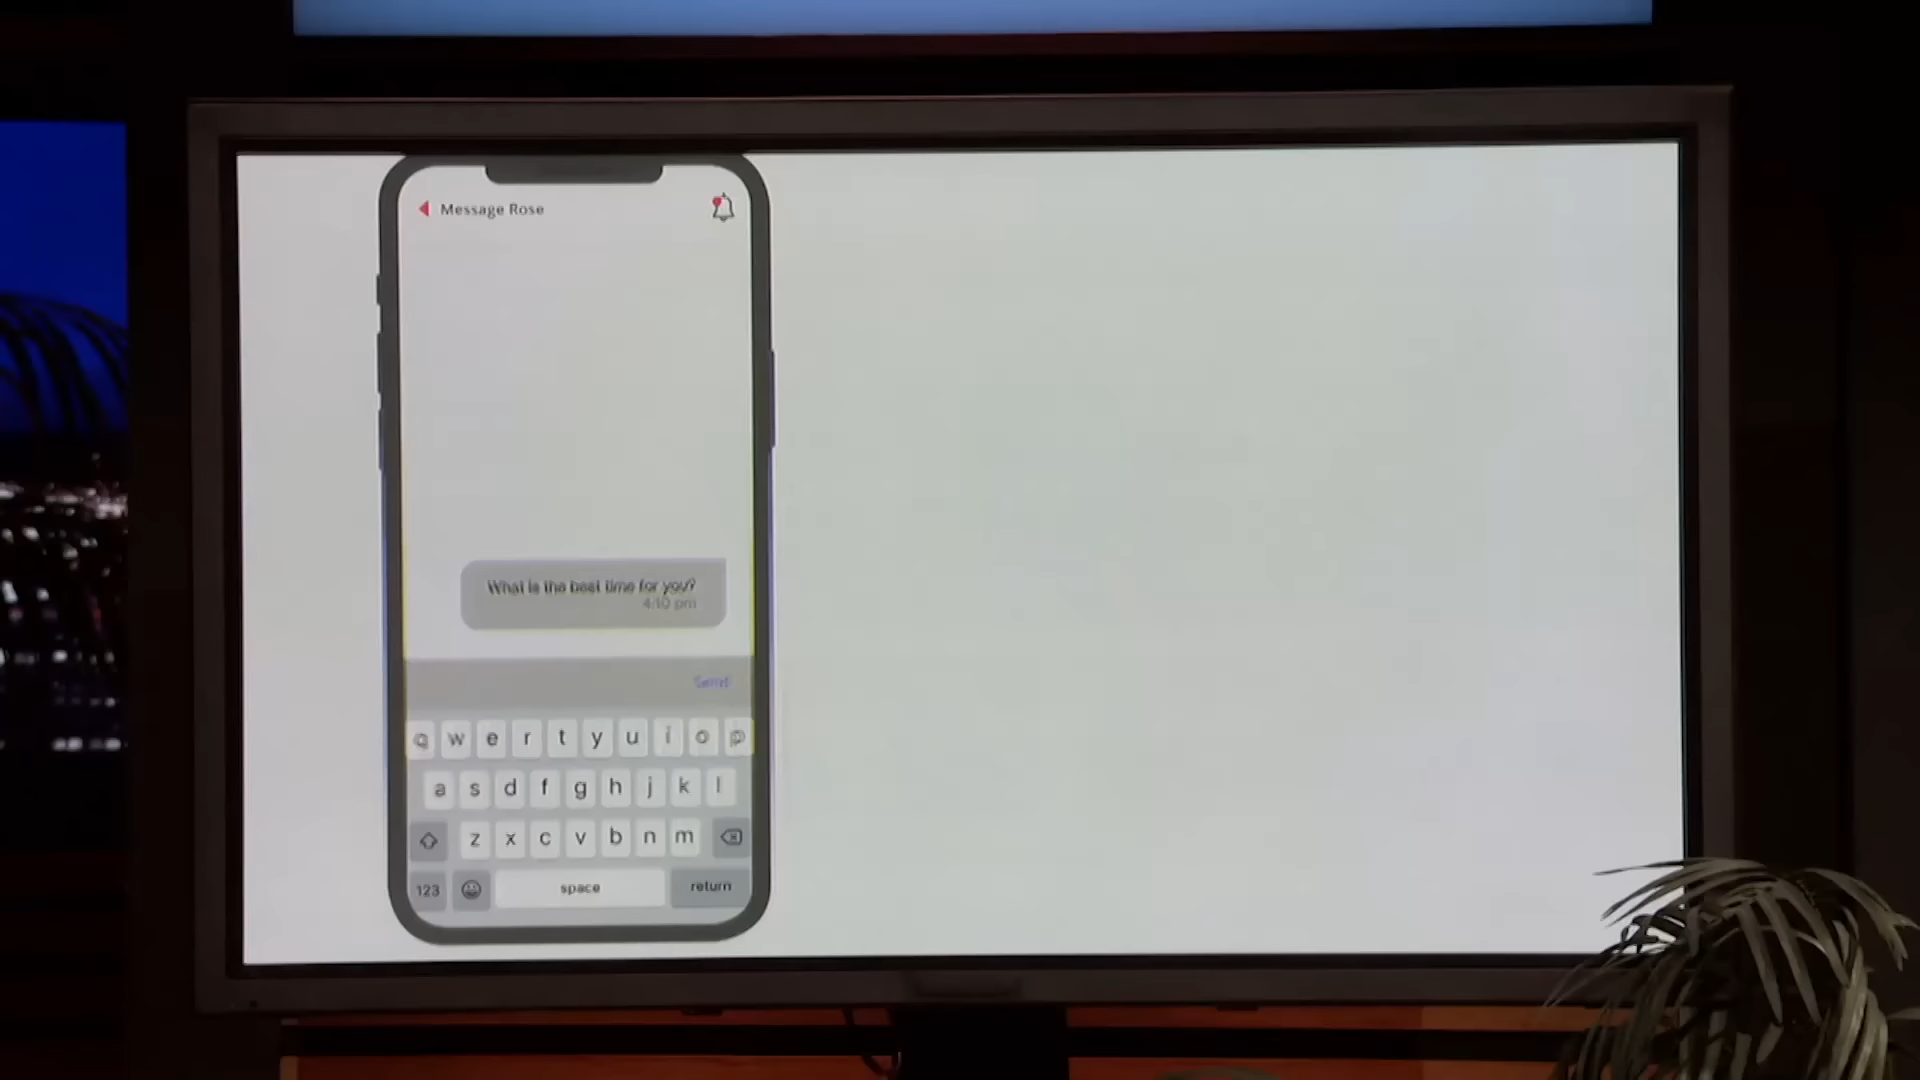 Message Rose
What is the best time for you?
4:10 pm
Send
q w e r t y u i o p
a s d f g h j k l
z x c v b n m
123 space return